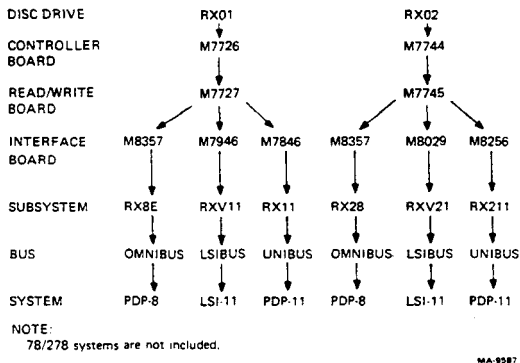 DISC DRIVE RX01 RX02
CONTROLLER BOARD M7726 M7744
READ/WRITE BOARD M7727 M7745
INTERFACE BOARD M8357 M7946 M7846 M8357 M8029 M8256
SUBSYSTEM RX8E RXV11 RX11 RX28 RXV21 RX211
BUS OMNIBUS LSIBUS UNIBUS OMNIBUS LSIBUS UNIBUS
SYSTEM PDP-8 LSI-11 PDP-11 PDP-8 LSI-11 PDP-11
NOTE:
78/278 systems are not included.
MA-9587